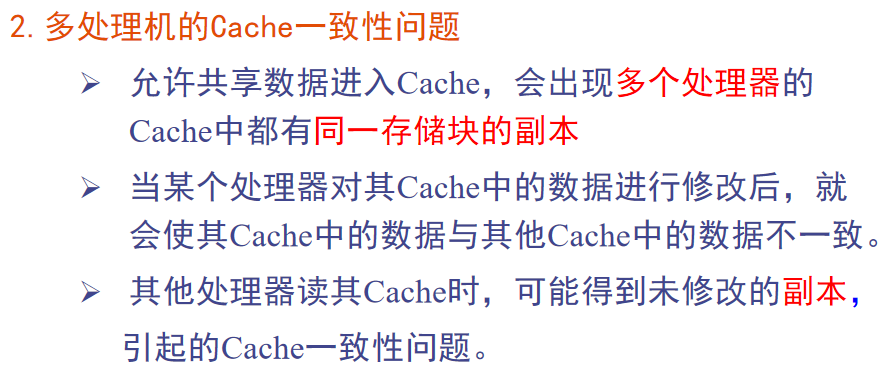 2. 多处理机的Cache一致性问题
➢ 允许共享数据进入Cache，会出现多个处理器的
Cache中都有同一存储块的副本
➢ 当某个处理器对其Cache中的数据进行修改后，就
会使其Cache中的数据与其他Cache中的数据不一致。
➢ 其他处理器读其Cache时，可能得到未修改的副本，
引起的Cache一致性问题。